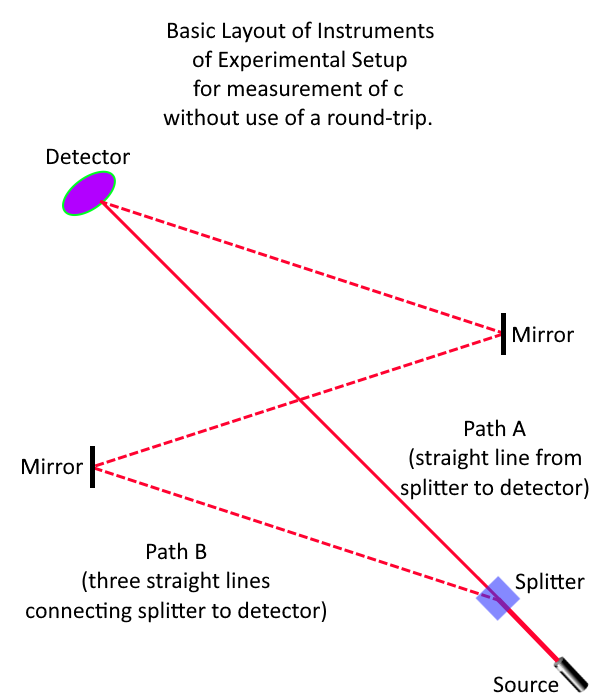 Basic Layout of Instruments
of Experimental Setup
for measurement of c
without use of a round-trip.
Detector
Mirror
Path A
(straight line from
splitter to detector)
Mirror
Path B
(three straight lines
connecting splitter to detector)
Splitter
Source